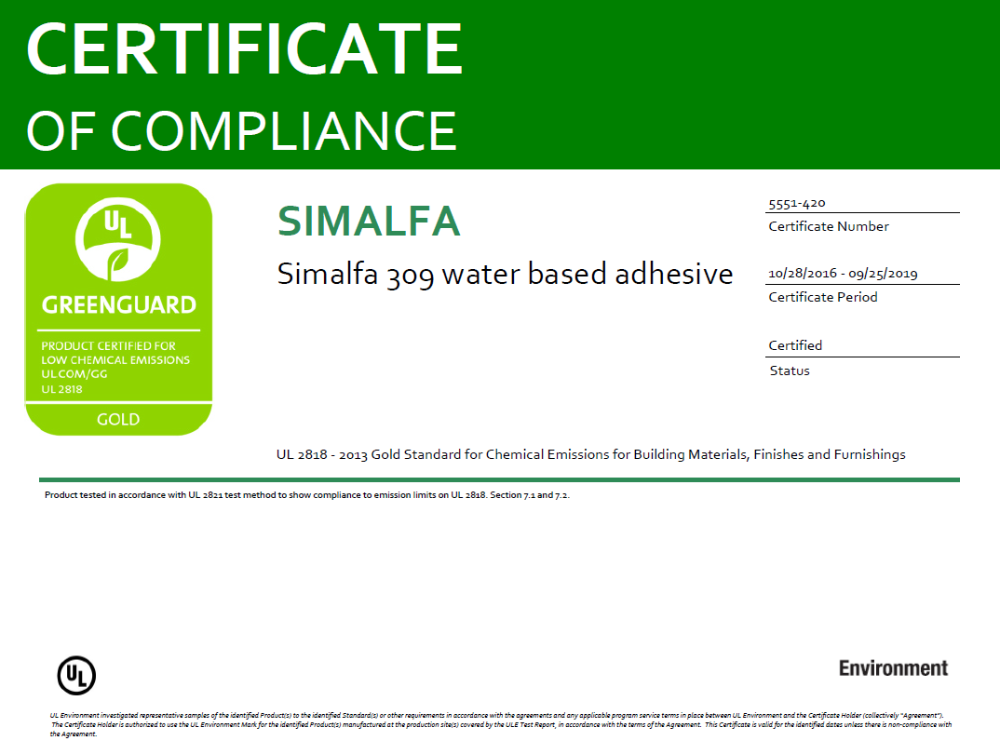 CERTIFICATE
OF COMPLIANCE
UL
GREENGUARD
PRODUCT CERTIFIED FOR
LOW CHEMICAL EMISSIONS
UL.COM/GG
UL 2818
GOLD
SIMALFA
Simalfa 309 water based adhesive
5551-420
Certificate Number
10/28/2016 - 09/25/2019
Certificate Period
Certified
Status
UL 2818 - 2013 Gold Standard for Chemical Emissions for Building Materials, Finishes and Furnishings
Product tested in accordance with UL 2821 test method to show compliance to emission limits on UL 2818. Section 7.1 and 7.2.
UL
Environment
UL Environment investigated representative samples of the identified Product(s) to the identified Standard(s) or other requirements in accordance with the agreements and any applicable program service terms in place between UL Environment and the Certificate Holder (collectively "Agreement").
The Certificate Holder is authorized to use the UL Environment Mark for the identified Product(s) manufactured at the production site(s) covered by the ULE Test Report, in accordance with the terms of the Agreement. This Certificate is valid for the identified dates unless there is non-compliance with
the Agreement.